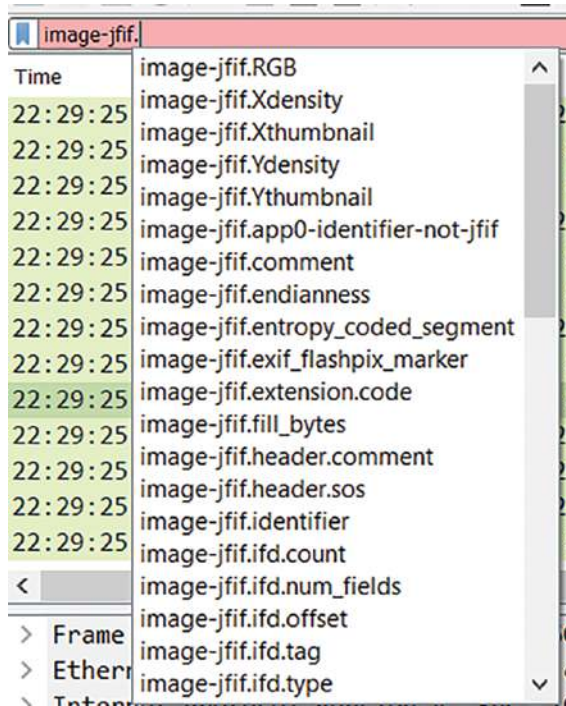 image-jfif.
Time
22:29:25
22:29:25
22:29:25
22:29:25
22:29:25
22:29:25
22:29:25
22:29:25
22:29:25
22:29:25
22:29:25
22:29:25
22:29:25
image-jfif.RGB
image-jfif.Xdensity
image-jfif.Xthumbnail
image-jfif.Ydensity
image-jfif.Ythumbnail
image-jfif.app0-identifier-not-jfif
image-jfif.comment
image-jfif.endianness
image-jfif.entropy_coded_segment
image-jfif.exif_flashpix_marker
image-jfif.extension.code
image-jfif.fill_bytes
image-jfif.header.comment
image-jfif.header.sos
image-jfif.identifier
image-jfif.ifd.count
image-jfif.ifd.num_fields
image-jfif.ifd.offset
image-jfif.ifd.tag
image-jfif.ifd.type
Frame